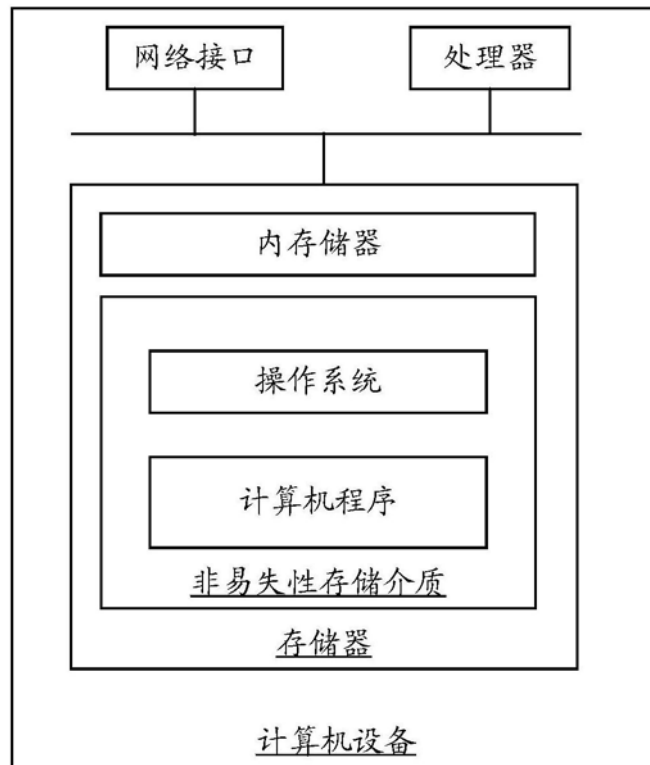 网络接口
处理器
内存储器
操作系统
计算机程序
非易失性存储介质
存储器
计算机设备